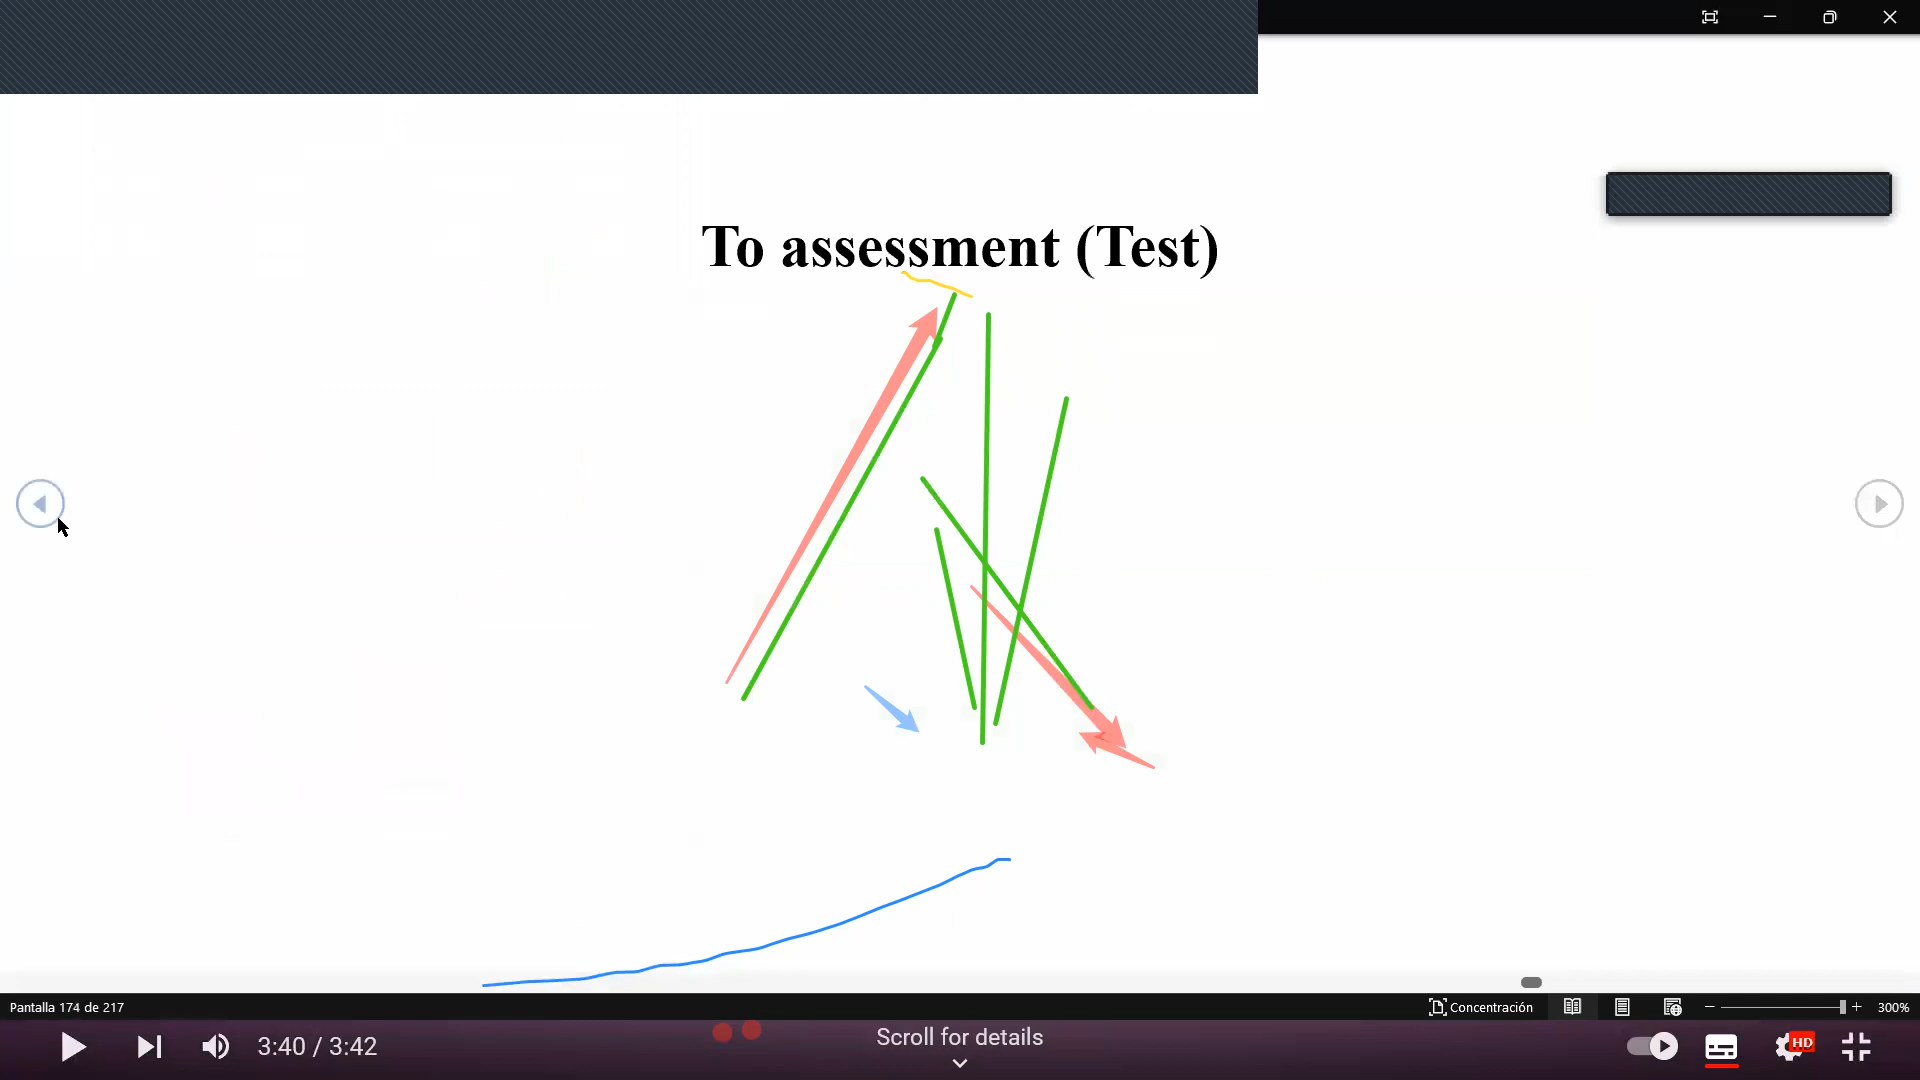 To assessment (Test)
Pantalla 174 de 217
Concentración
300%
3:40 / 3:42
Scroll for details
HD